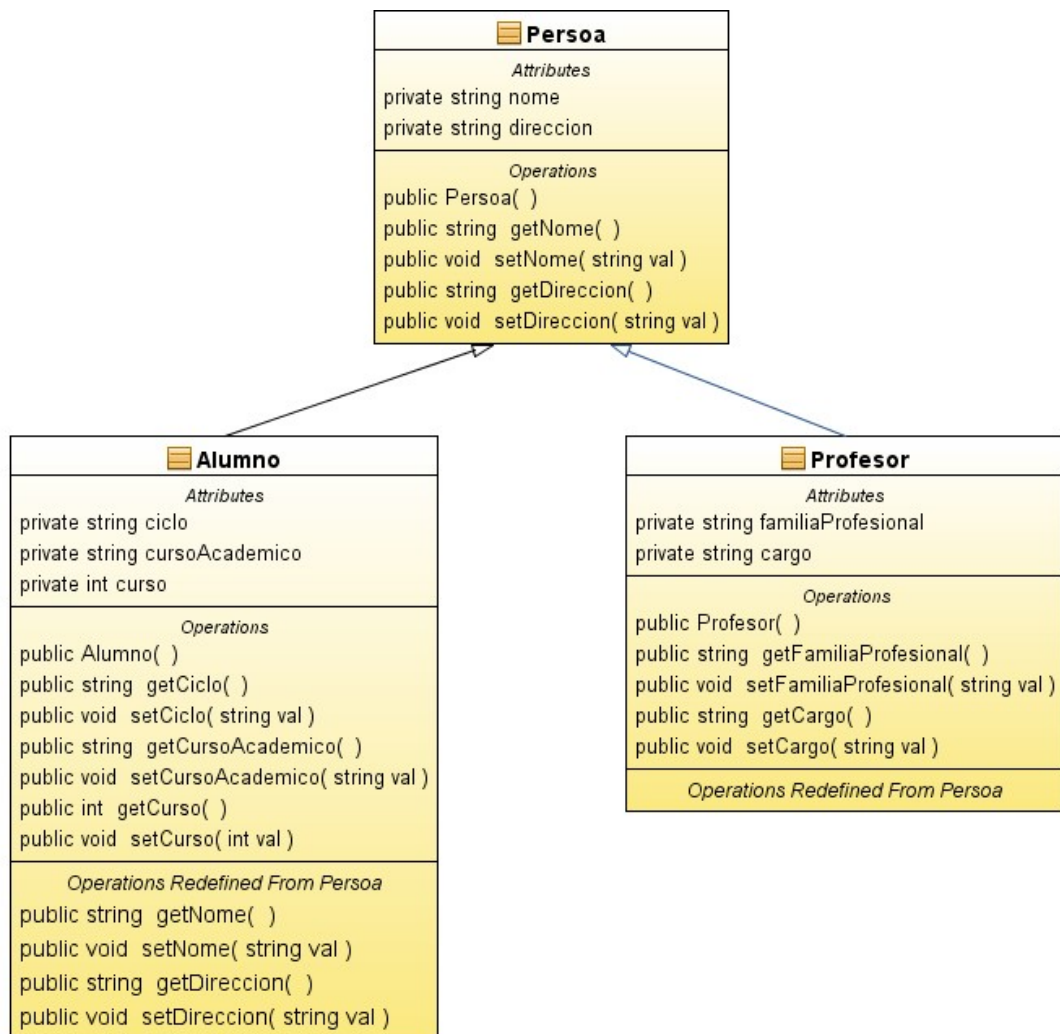 Persoa
Attributes
private string nome
private string direccion
Operations
public Persoa( )
public string getNome( )
public void setNome( string val )
public string getDireccion( )
public void setDireccion( string val )
Alumno
Attributes
private string ciclo
private string cursoAcademico
private int curso
Operations
public Alumno( )
public string getCiclo( )
public void setCiclo( string val )
public string getCursoAcademico( )
public void setCursoAcademico( string val )
public int getCurso( )
public void setCurso( int val )
Operations Redefined From Persoa
public string getNome( )
public void setNome( string val )
public string getDireccion( )
public void setDireccion( string val )
Profesor
Attributes
private string familiaProfesional
private string cargo
Operations
public Profesor( )
public string getFamiliaProfesional( )
public void setFamiliaProfesional( string val )
public string getCargo( )
public void setCargo( string val )
Operations Redefined From Persoa